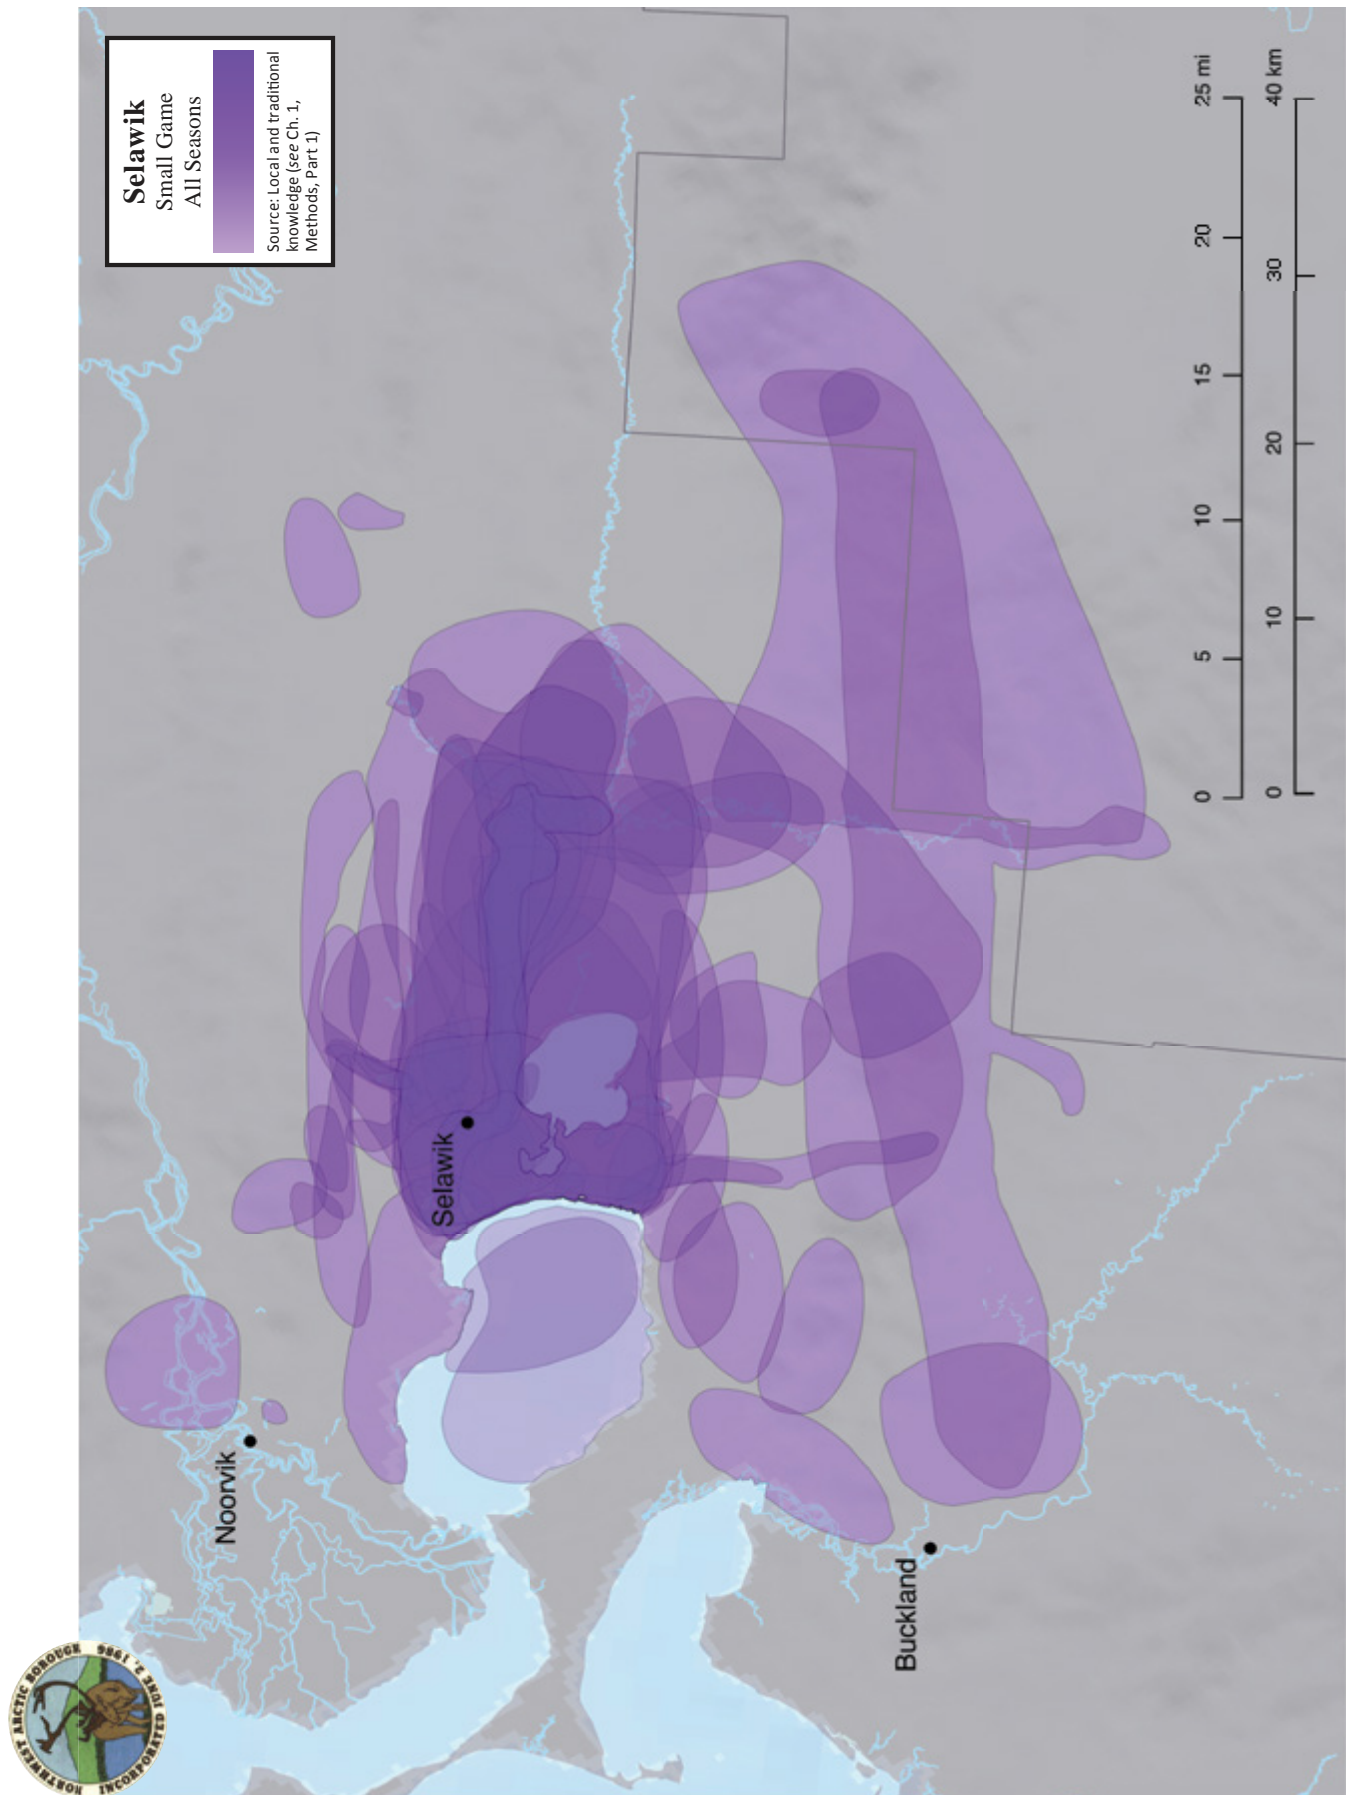 Selawik
Small Game
All Seasons
Source: Local and traditional
knowledge (see Ch. 1,
Methods, Part 1)
Noorvik
Selawik
Buckland
0 5 10 15 20 25 mi
0 10 20 30 40 km
NORTHWEST ARCTIC BOROUGH
INCORPORATED JUNE 2, 1986